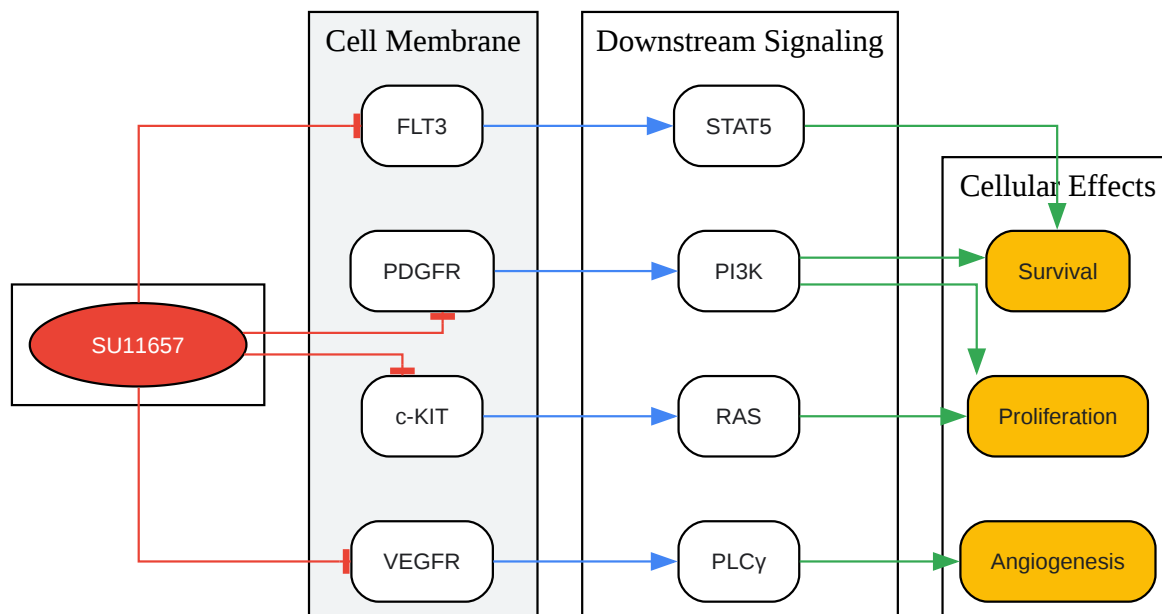 Cell Membrane
Downstream Signaling
FLT3
STAT5
Cellular Effects
PDGFR
PI3K
Survival
SU11657
c-KIT
RAS
Proliferation
VEGFR
PLCγ
Angiogenesis